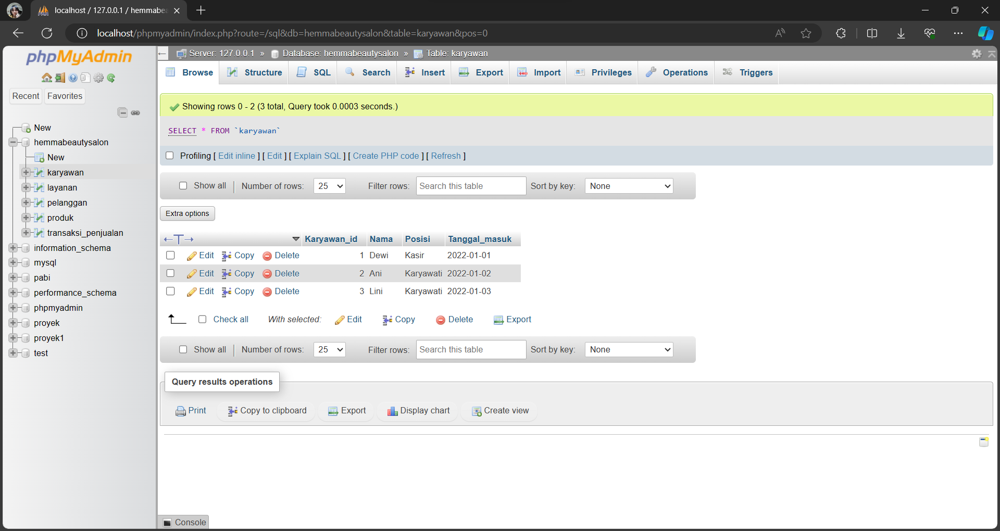 localhost / 127.0.0.1 / hemmabea
localhost/phpmyadmin/index.php?route=/sql&db=hemmabeautysalon&table=karyawan&pos=0
phpMyAdmin
Recent Favorites
New
hemmabeautysalon
New
karyawan
layanan
pelanggan
produk
transaksi_penjualan
information_schema
mysql
pabi
performance_schema
phpmyadmin
proyek
proyek1
test
Server: 127.0.0.1 » Database: hemmabeautysalon » Table: karyawan
Browse Structure SQL Search Insert Export Import Privileges Operations Triggers
Showing rows 0 - 2 (3 total, Query took 0.0003 seconds.)
SELECT * FROM `karyawan`
Profiling [ Edit inline ] [ Edit ] [ Explain SQL ] [ Create PHP code ] [ Refresh ]
Show all Number of rows: 25 Filter rows: Search this table Sort by key: None
Extra options
Karyawan_id Nama Posisi Tanggal_masuk
Edit Copy Delete 1 Dewi Kasir 2022-01-01
Edit Copy Delete 2 Ani Karyawati 2022-01-02
Edit Copy Delete 3 Lini Karyawati 2022-01-03
Check all With selected: Edit Copy Delete Export
Show all Number of rows: 25 Filter rows: Search this table Sort by key: None
Query results operations
Print Copy to clipboard Export Display chart Create view
Console